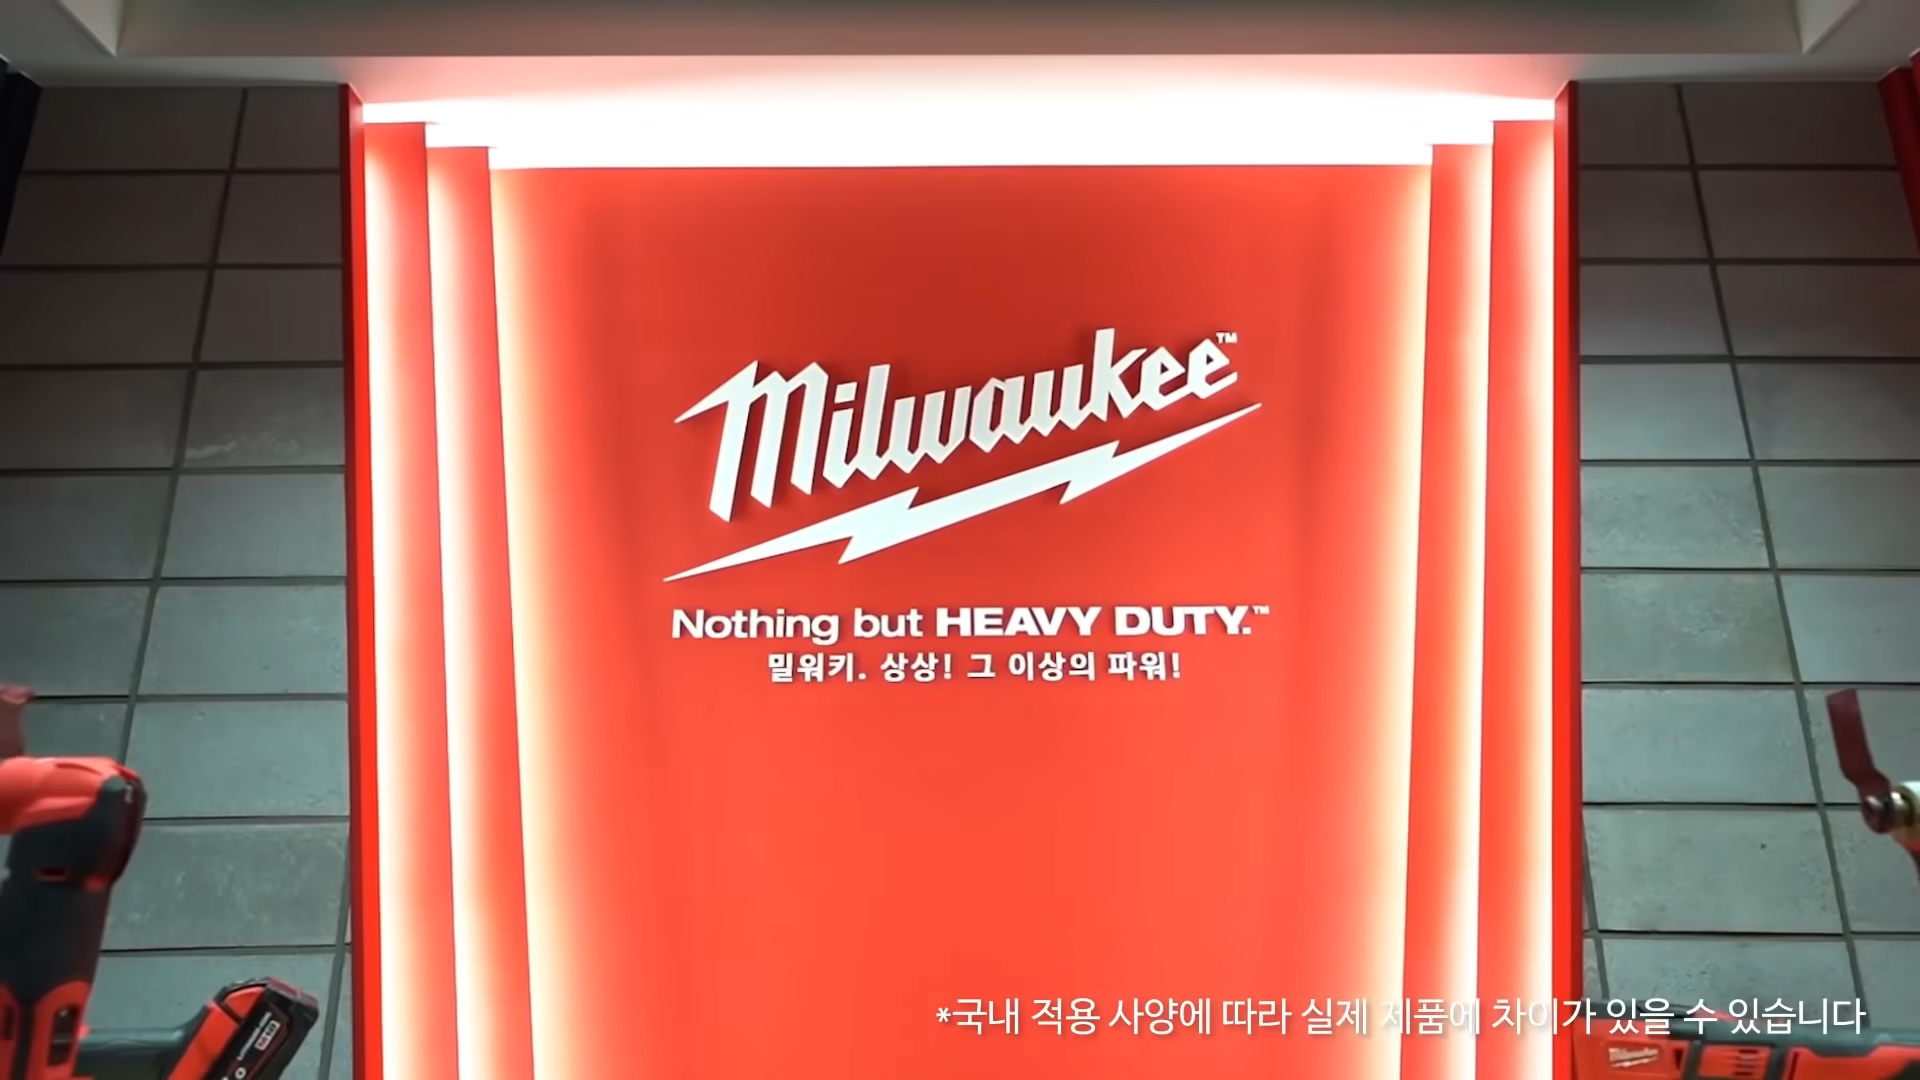 Milwaukee™
Nothing but HEAVY DUTY.™
밀워키. 상상! 그 이상의 파워!
*국내 적용 사양에 따라 실제 제품에 차이가 있을 수 있습니다
Milwaukee